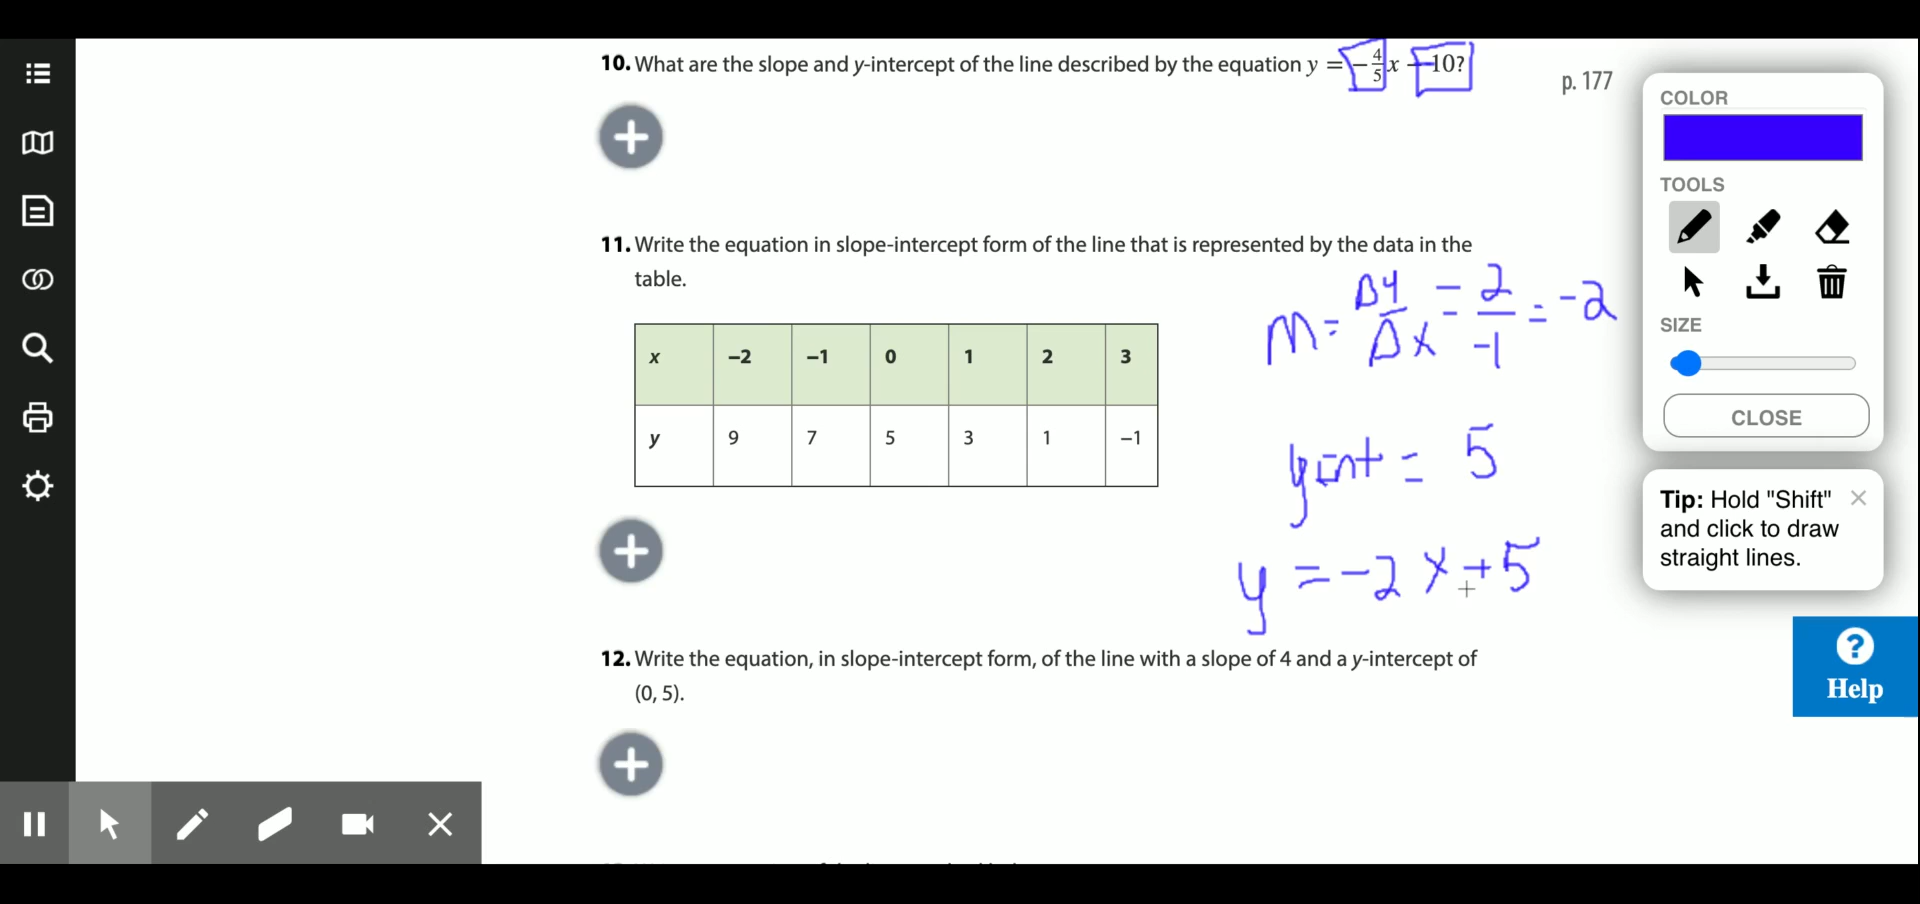 10. What are the slope and y-intercept of the line described by the equation y = −4/5x − 10?
p. 177
11. Write the equation in slope-intercept form of the line that is represented by the data in the
table.
x −2 −1 0 1 2 3
y 9 7 5 3 1 −1
m = Δy/Δx = 2/-1 = -2
y int = 5
y = -2x+5
12. Write the equation, in slope-intercept form, of the line with a slope of 4 and a y-intercept of
(0, 5).
COLOR
TOOLS
SIZE
CLOSE
Tip: Hold "Shift"
and click to draw
straight lines.
?
Help